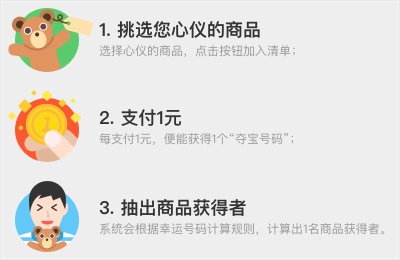 1. 挑选您心仪的商品
选择心仪的商品，点击按钮加入清单；
2. 支付1元
每支付1元，便能获得1个“夺宝号码”；
3. 抽出商品获得者
系统会根据幸运号码计算规则，计算出1名商品获得者。